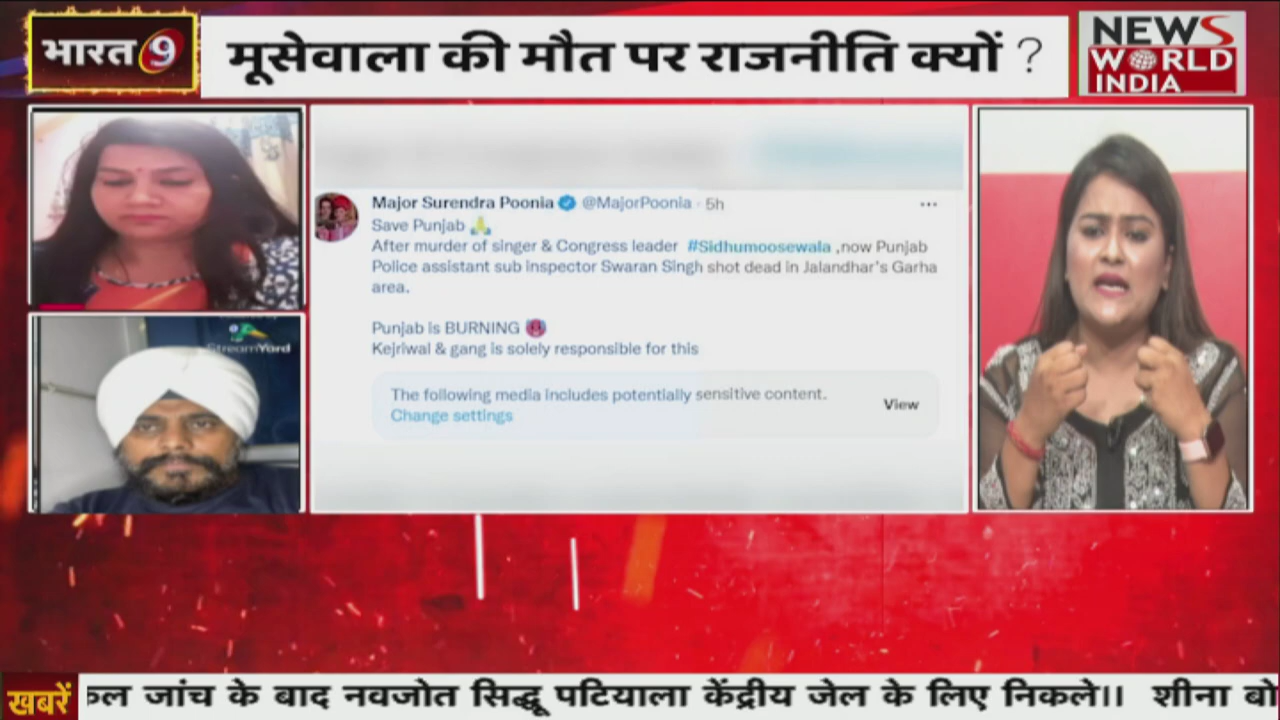 भारत 9
मूसेवाला की मौत पर राजनीति क्यों ?
NEWS
WORLD
INDIA
StreamYard
Major Surendra Poonia @MajorPoonia · 5h
Save Punjab 🙏
After murder of singer & Congress leader #Sidhumoosewala ,now Punjab
Police assistant sub inspector Swaran Singh shot dead in Jalandhar's Garha
area.
Punjab is BURNING
Kejriwal & gang is solely responsible for this
The following media includes potentially sensitive content.
Change settings
View
खबरें
जांच के बाद नवजोत सिद्धू पटियाला केंद्रीय जेल के लिए निकले।। शीना